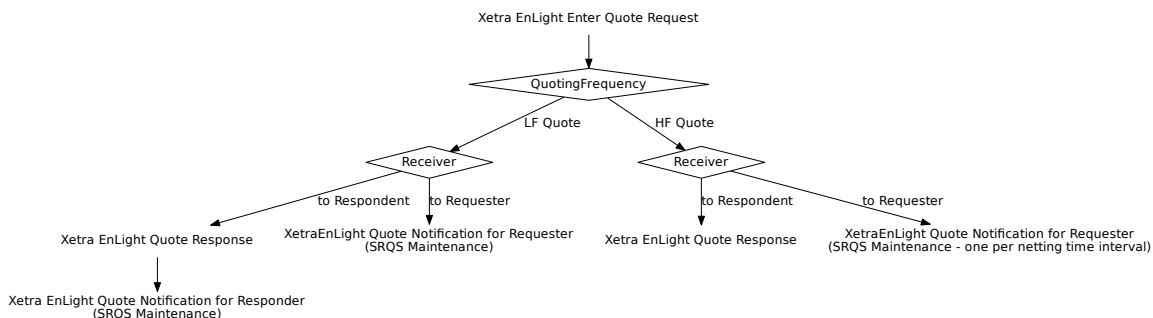 Xetra EnLight Enter Quote Request
QuotingFrequency
LF Quote
HF Quote
Receiver
Receiver
to Respondent
to Requester
to Respondent
to Requester
Xetra EnLight Quote Response
XetraEnLight Quote Notification for Requester
(SRQS Maintenance)
Xetra EnLight Quote Response
XetraEnLight Quote Notification for Requester
(SRQS Maintenance - one per netting time interval)
Xetra EnLight Quote Notification for Responder
(SRQS Maintenance)